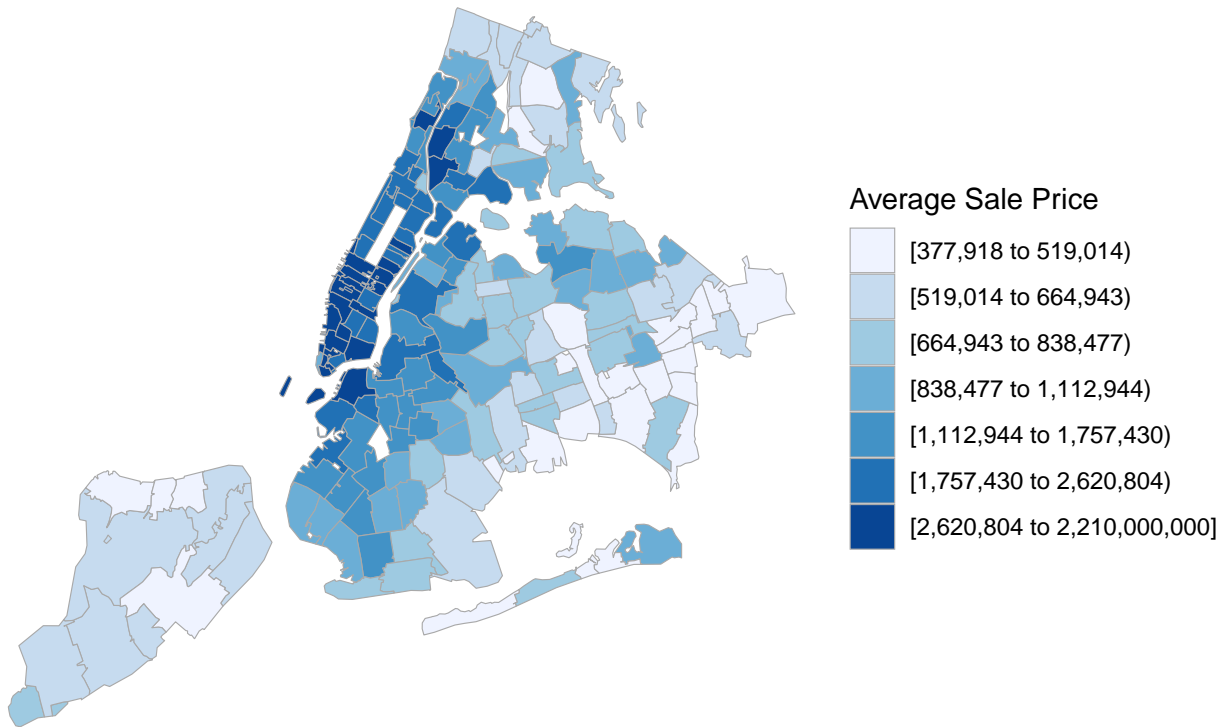 Average Sale Price
[377,918 to 519,014)
[519,014 to 664,943)
[664,943 to 838,477)
[838,477 to 1,112,944)
[1,112,944 to 1,757,430)
[1,757,430 to 2,620,804)
[2,620,804 to 2,210,000,000]